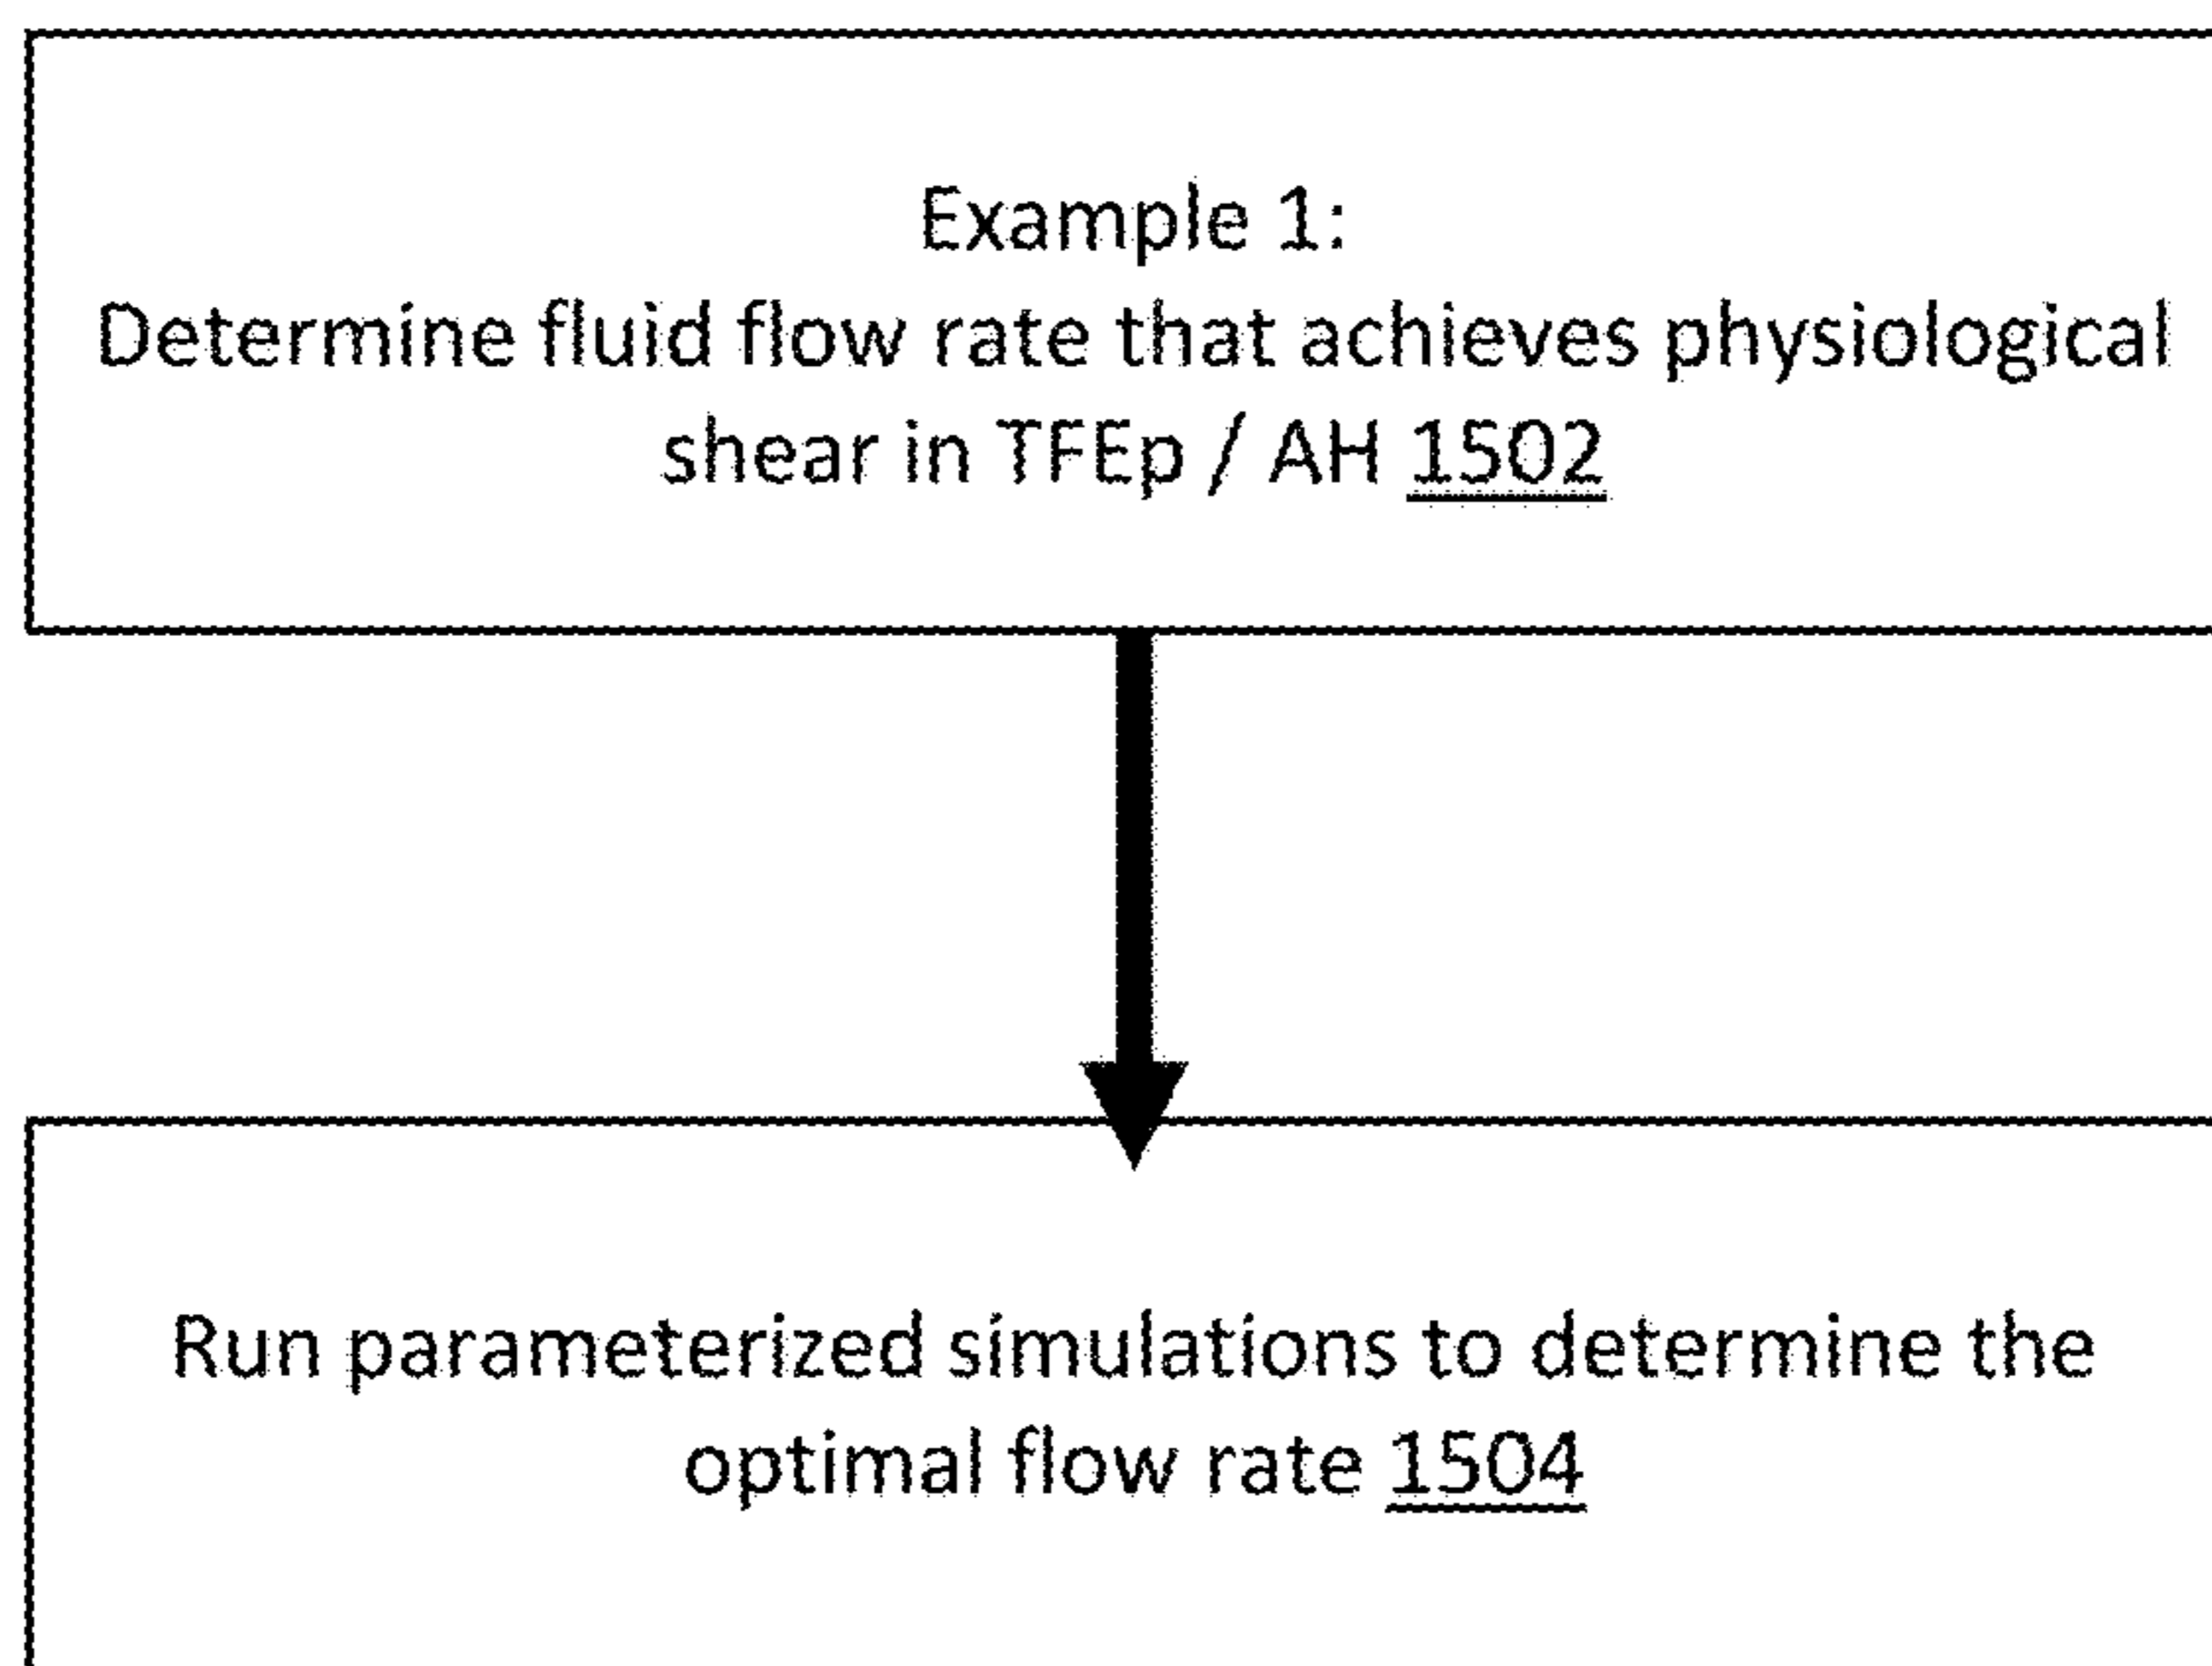 Example 1:
Determine fluid flow rate that achieves physiological
shear in TFEp / AH 1502
Run parameterized simulations to determine the
optimal flow rate 1504